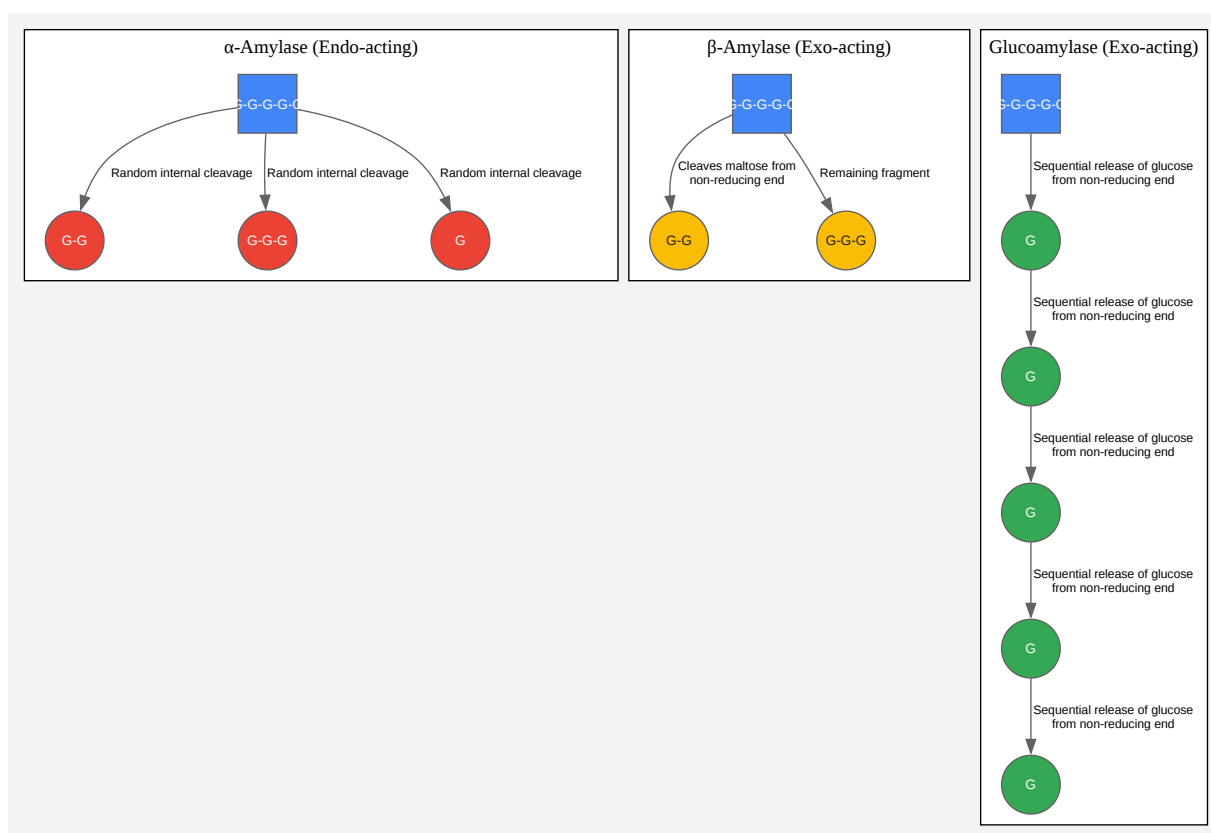 α-Amylase (Endo-acting)
G-G-G-G-G
Random internal cleavage
Random internal cleavage
Random internal cleavage
G-G
G-G-G
G
β-Amylase (Exo-acting)
G-G-G-G-G
Cleaves maltose from
non-reducing end
Remaining fragment
G-G
G-G-G
Glucoamylase (Exo-acting)
G-G-G-G-G
Sequential release of glucose
from non-reducing end
G
Sequential release of glucose
from non-reducing end
G
Sequential release of glucose
from non-reducing end
G
Sequential release of glucose
from non-reducing end
G
Sequential release of glucose
from non-reducing end
G